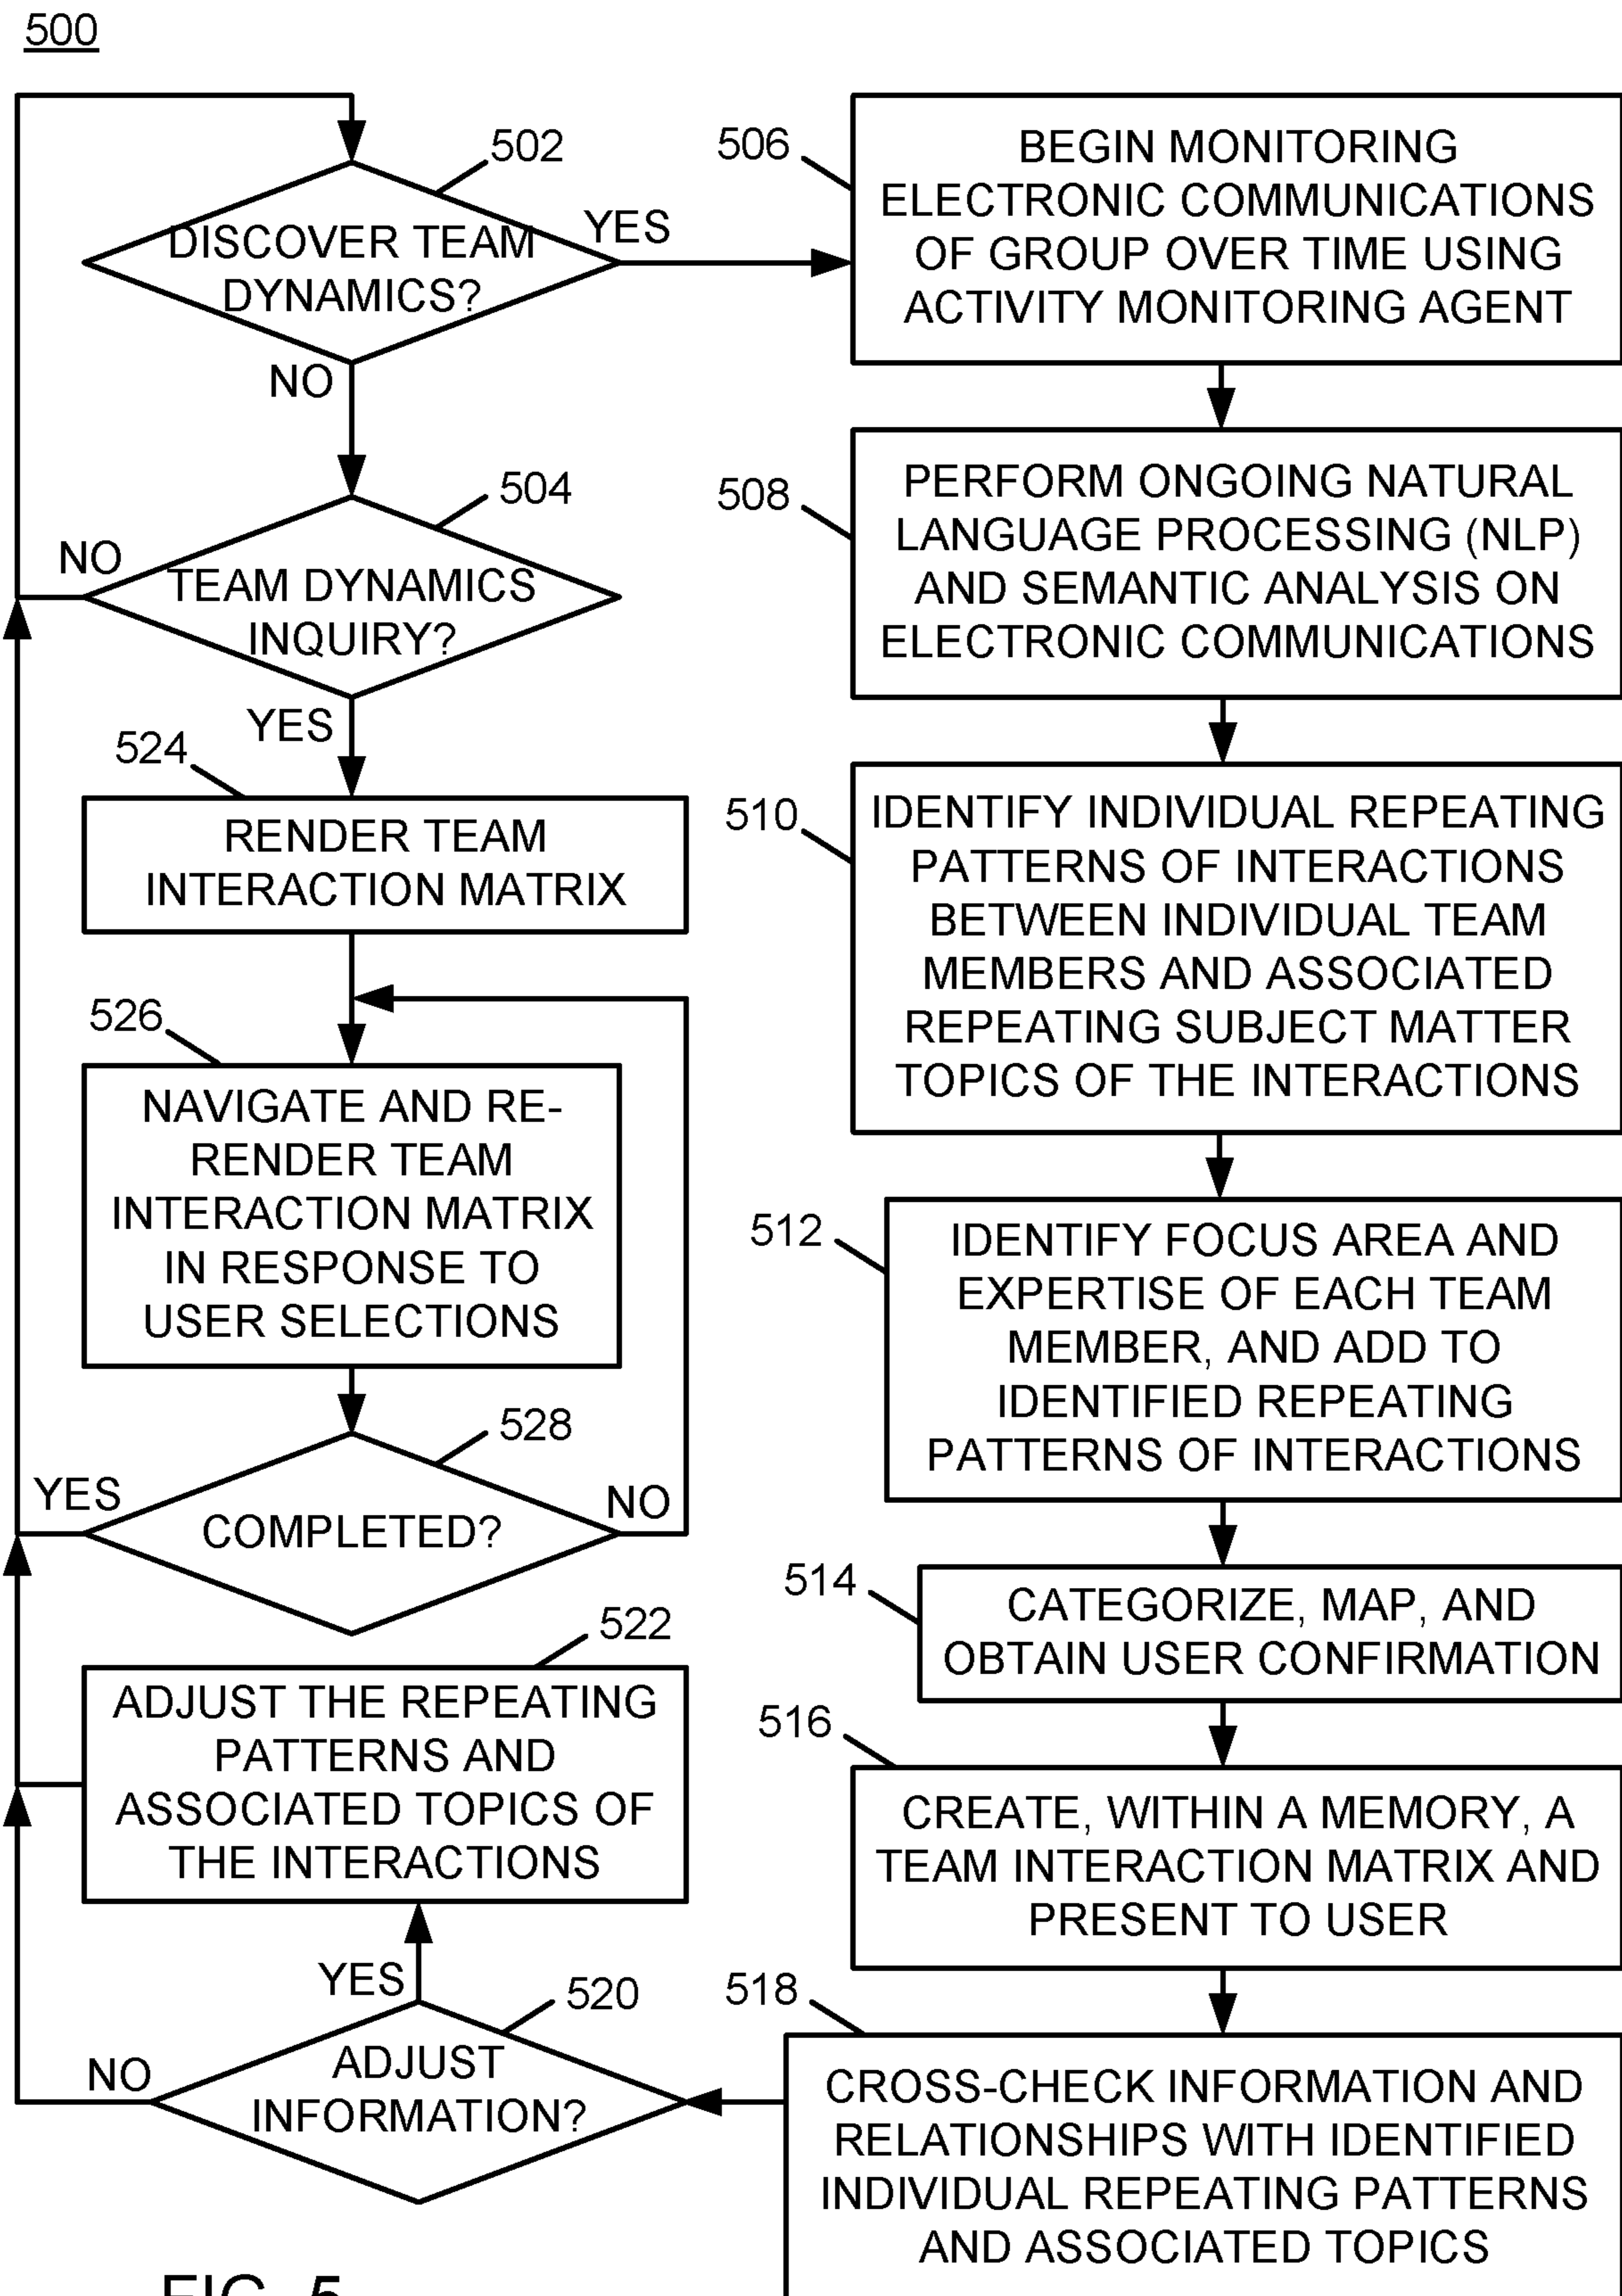 500
502
DISCOVER TEAM
DYNAMICS?
YES
NO
504
TEAM DYNAMICS
INQUIRY?
NO
YES
524
RENDER TEAM
INTERACTION MATRIX
526
NAVIGATE AND RE-
RENDER TEAM
INTERACTION MATRIX
IN RESPONSE TO
USER SELECTIONS
528
YES
NO
COMPLETED?
522
ADJUST THE REPEATING
PATTERNS AND
ASSOCIATED TOPICS OF
THE INTERACTIONS
YES
520
NO
ADJUST
INFORMATION?
506
BEGIN MONITORING
ELECTRONIC COMMUNICATIONS
OF GROUP OVER TIME USING
ACTIVITY MONITORING AGENT
508
PERFORM ONGOING NATURAL
LANGUAGE PROCESSING (NLP)
AND SEMANTIC ANALYSIS ON
ELECTRONIC COMMUNICATIONS
510
IDENTIFY INDIVIDUAL REPEATING
PATTERNS OF INTERACTIONS
BETWEEN INDIVIDUAL TEAM
MEMBERS AND ASSOCIATED
REPEATING SUBJECT MATTER
TOPICS OF THE INTERACTIONS
512
IDENTIFY FOCUS AREA AND
EXPERTISE OF EACH TEAM
MEMBER, AND ADD TO
IDENTIFIED REPEATING
PATTERNS OF INTERACTIONS
514
CATEGORIZE, MAP, AND
OBTAIN USER CONFIRMATION
516
CREATE, WITHIN A MEMORY, A
TEAM INTERACTION MATRIX AND
PRESENT TO USER
518
CROSS-CHECK INFORMATION AND
RELATIONSHIPS WITH IDENTIFIED
INDIVIDUAL REPEATING PATTERNS
AND ASSOCIATED TOPICS
FIG. 5